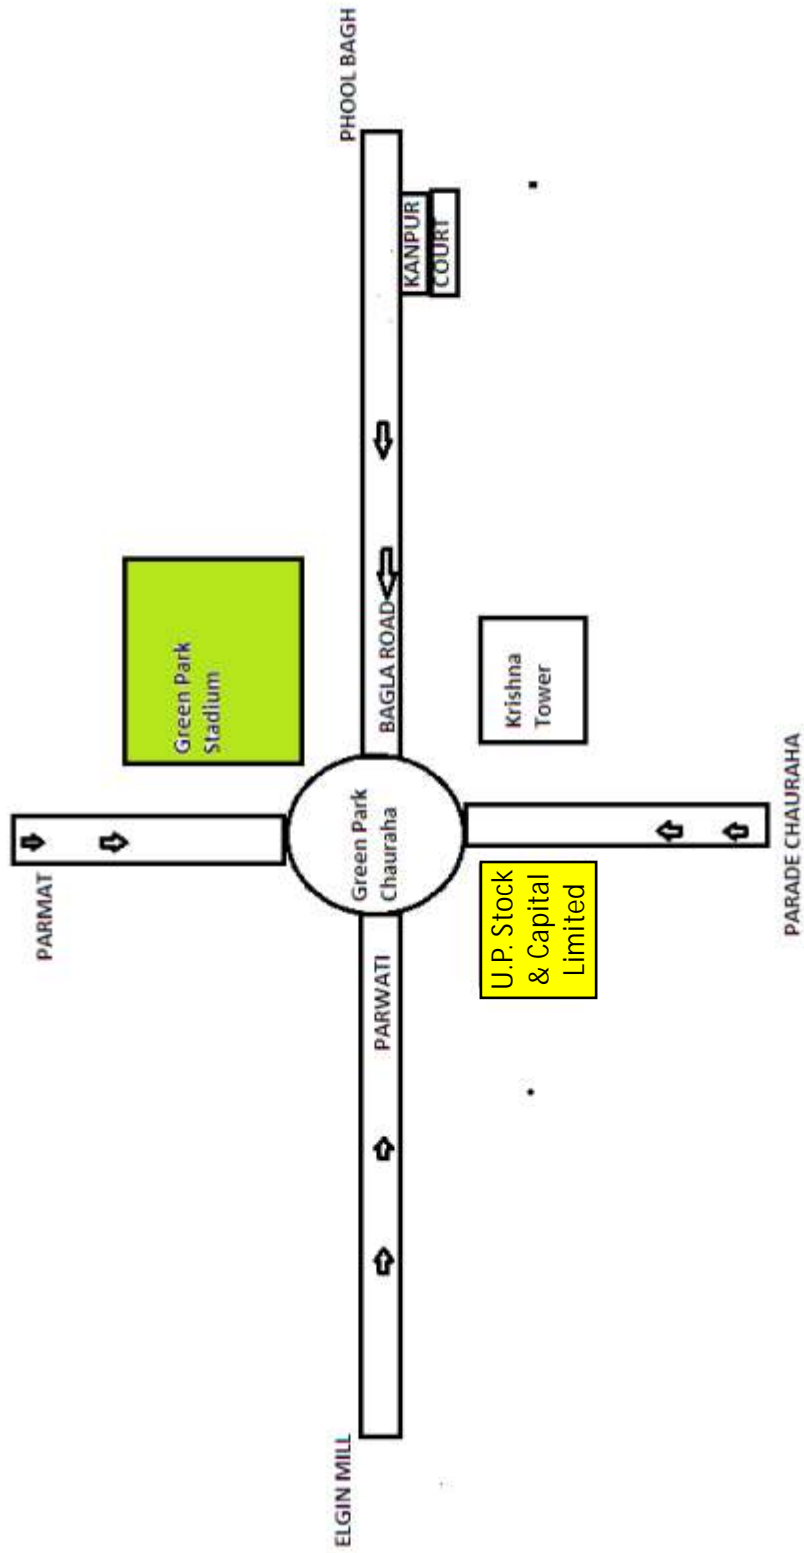 PARMAT
Green Park
Stadium
ELGIN MILL
PARWATI
Green Park
Chauraha
BAGLA ROAD
PHOOL BAGH
KANPUR
COURT
U.P. Stock
& Capital
Limited
Krishna
Tower
PARADE CHAURAHA